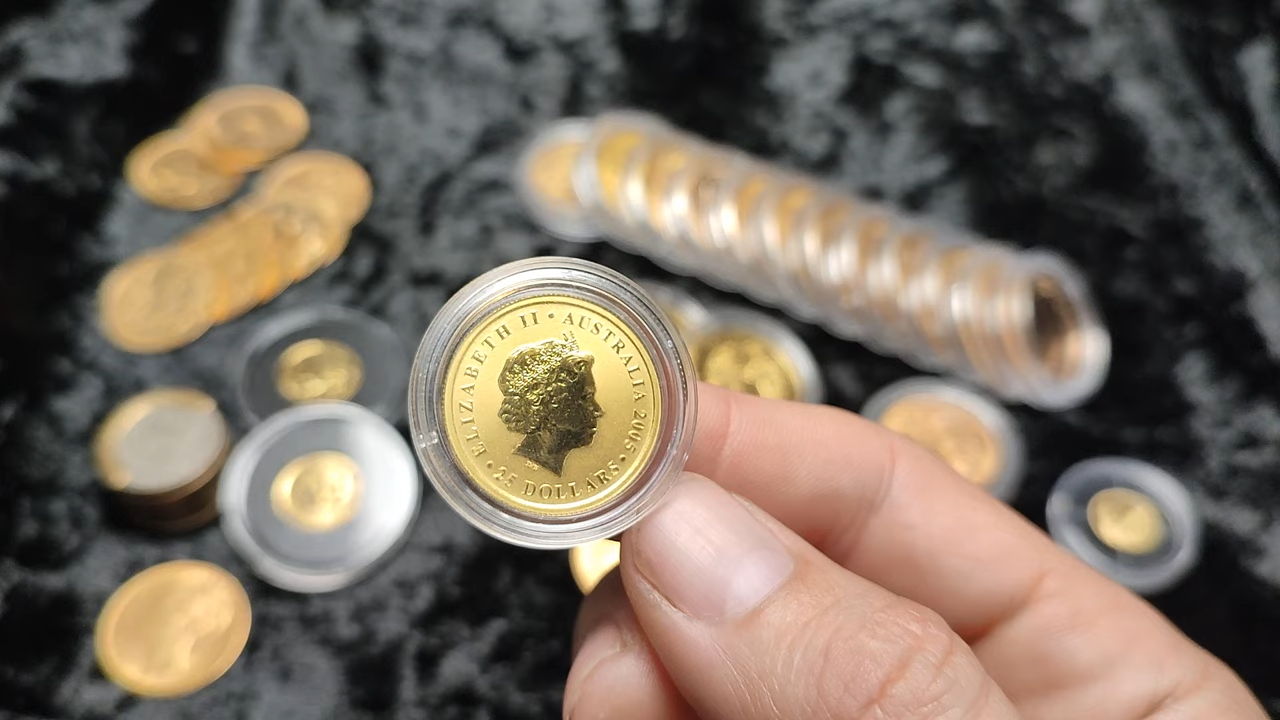 ELIZABETH II • AUSTRALIA 2005 •
25 DOLLARS •